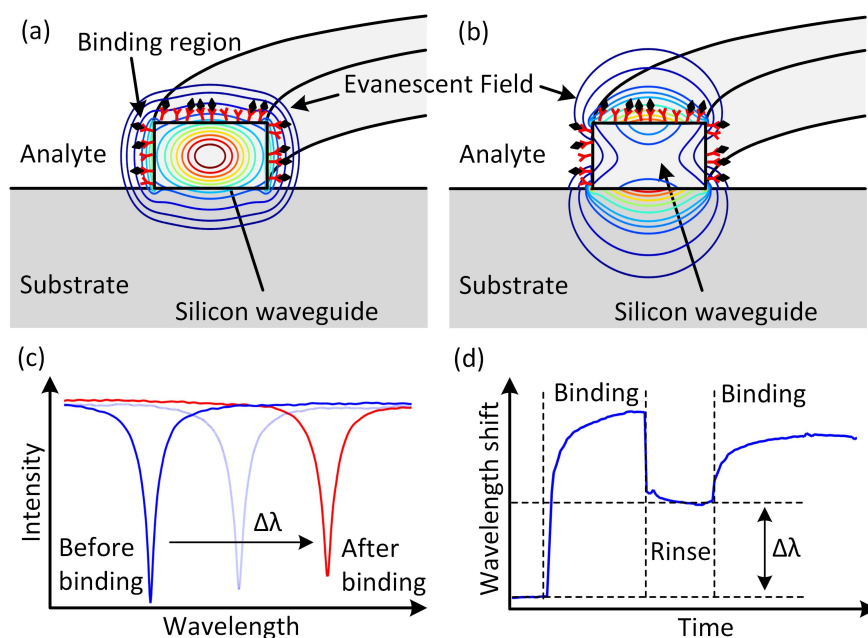 (a)
Binding region
Evanescent Field
Analyte
Substrate
Silicon waveguide
(b)
Analyte
Substrate
Silicon waveguide
(c)
Intensity
Before
binding
Δλ
After
binding
Wavelength
(d)
Wavelength shift
Binding
Binding
Rinse
Δλ
Time